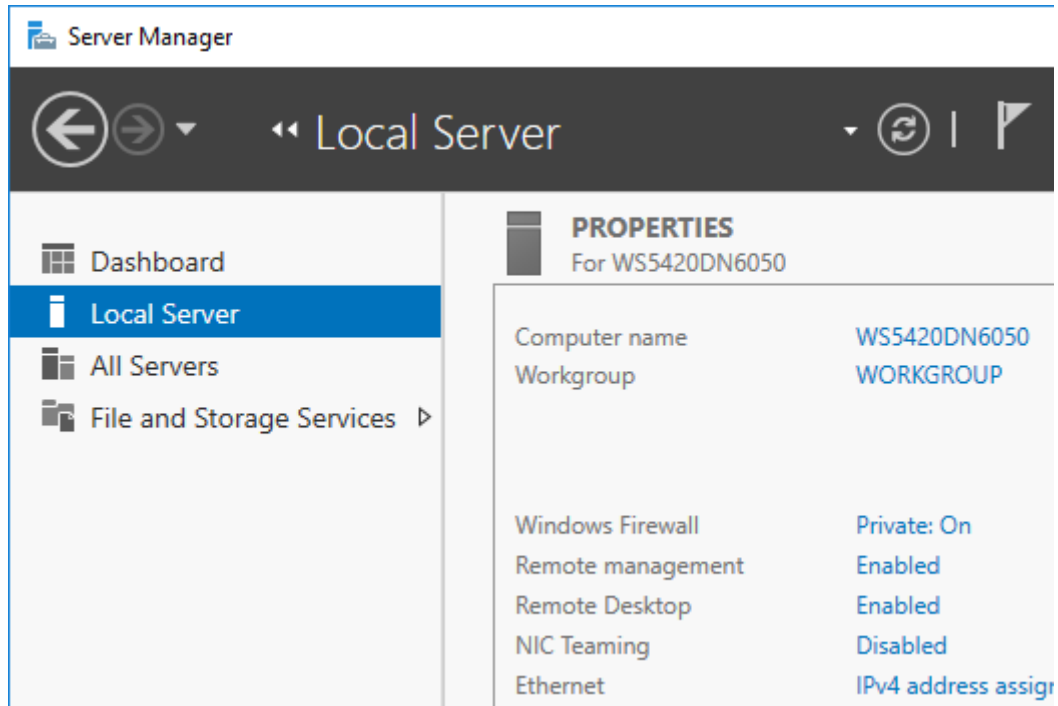 Server Manager
Local Server
Dashboard
Local Server
All Servers
File and Storage Services
PROPERTIES
For WS5420DN6050
Computer name WS5420DN6050
Workgroup WORKGROUP
Windows Firewall Private: On
Remote management Enabled
Remote Desktop Enabled
NIC Teaming Disabled
Ethernet IPv4 address